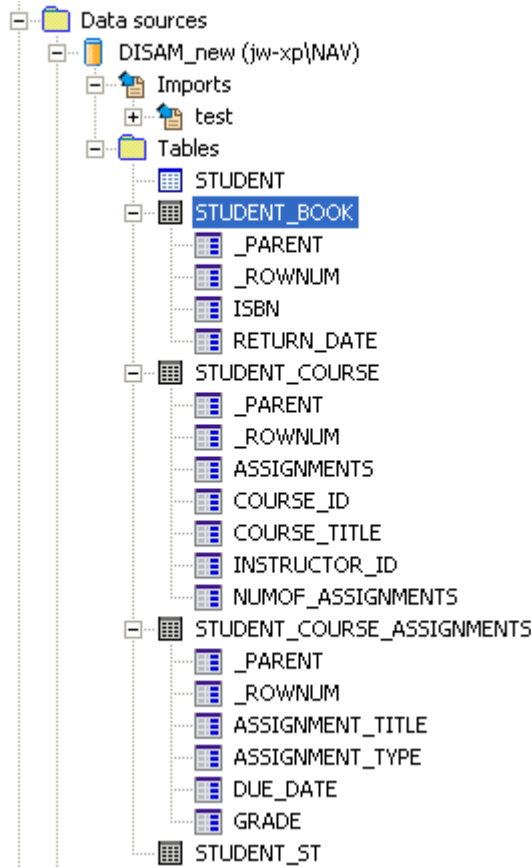 Data sources
DISAM_new (jw-xp\NAV)
Imports
test
Tables
STUDENT
STUDENT_BOOK
_PARENT
_ROWNUM
ISBN
RETURN_DATE
STUDENT_COURSE
_PARENT
_ROWNUM
ASSIGNMENTS
COURSE_ID
COURSE_TITLE
INSTRUCTOR_ID
NUMOF_ASSIGNMENTS
STUDENT_COURSE_ASSIGNMENTS
_PARENT
_ROWNUM
ASSIGNMENT_TITLE
ASSIGNMENT_TYPE
DUE_DATE
GRADE
STUDENT_ST